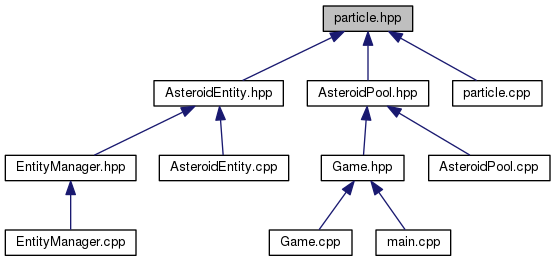 particle.hpp
AsteroidEntity.hpp
AsteroidPool.hpp
particle.cpp
EntityManager.hpp
AsteroidEntity.cpp
Game.hpp
AsteroidPool.cpp
EntityManager.cpp
Game.cpp
main.cpp